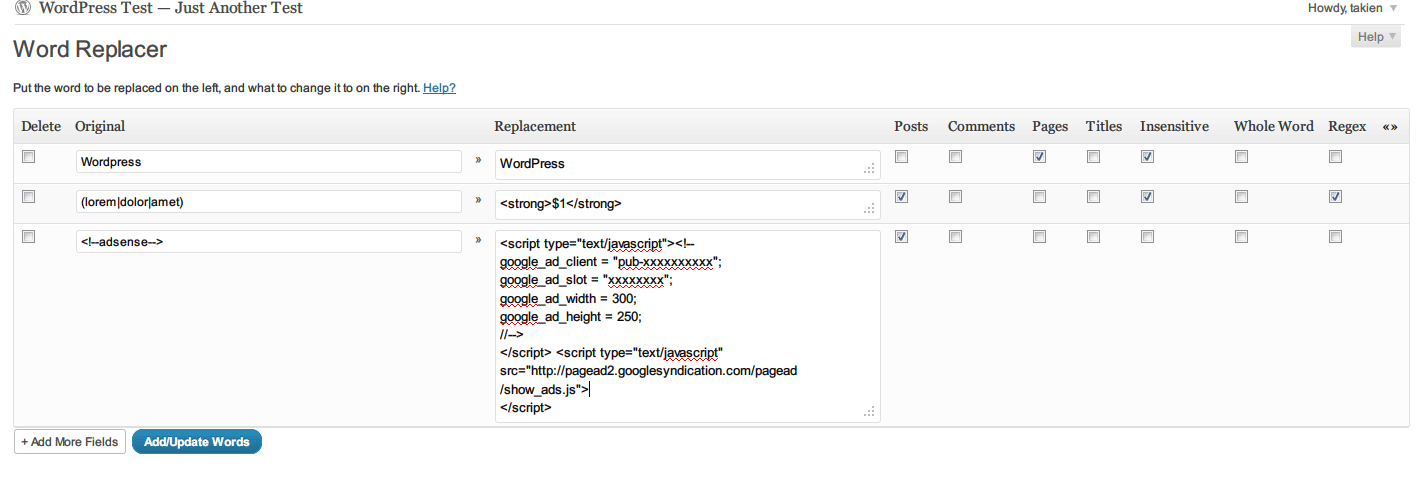 WordPress Test — Just Another Test
Howdy, takien
Help
Word Replacer
Put the word to be replaced on the left, and what to change it to on the right. Help?
Delete Original Replacement Posts Comments Pages Titles Insensitive Whole Word Regex «»
Wordpress » WordPress
(lorem|dolor|amet) » <strong>$1</strong>
<!--adsense--> » <script type="text/javascript"><!--
google_ad_client = "pub-xxxxxxxxxx";
google_ad_slot = "xxxxxxxx";
google_ad_width = 300;
google_ad_height = 250;
//-->
</script> <script type="text/javascript"
src="http://pagead2.googlesyndication.com/pagead
/show_ads.js">
</script>
+ Add More Fields Add/Update Words